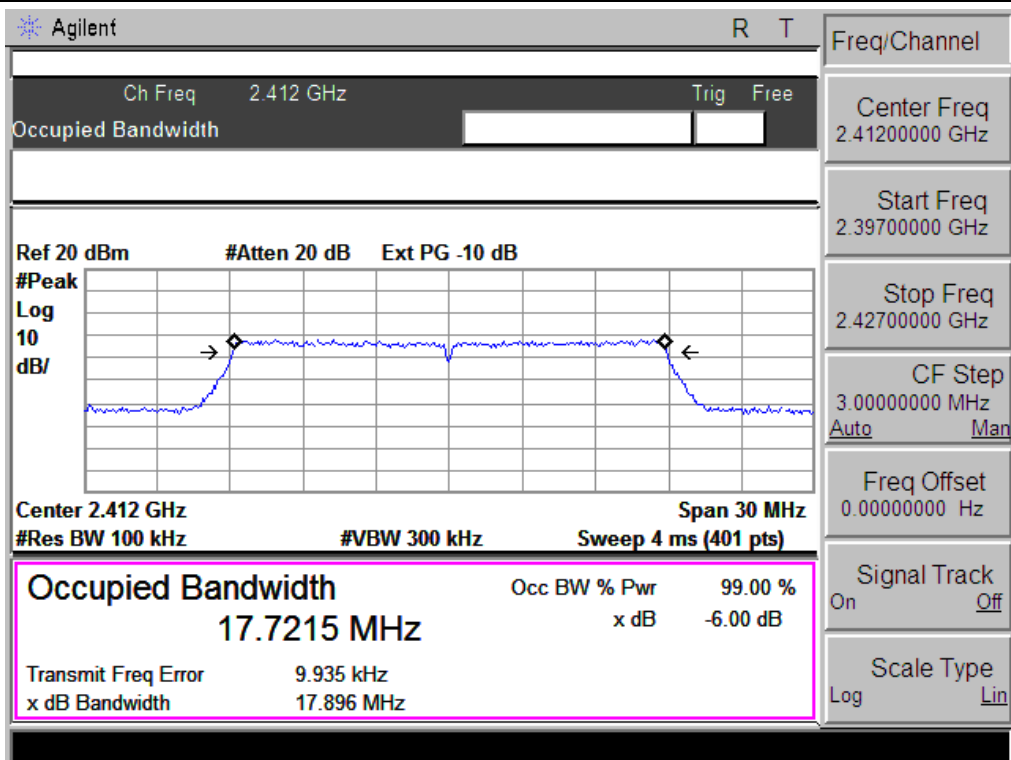 Agilent R T
Ch Freq 2.412 GHz Trig Free
Occupied Bandwidth
Ref 20 dBm #Atten 20 dB Ext PG -10 dB
#Peak
Log
10
dB/
Center 2.412 GHz Span 30 MHz
#Res BW 100 kHz #VBW 300 kHz Sweep 4 ms (401 pts)
Occupied Bandwidth Occ BW % Pwr 99.00 %
17.7215 MHz x dB -6.00 dB
Transmit Freq Error 9.935 kHz
x dB Bandwidth 17.896 MHz
Freq/Channel
Center Freq
2.41200000 GHz
Start Freq
2.39700000 GHz
Stop Freq
2.42700000 GHz
CF Step
3.00000000 MHz
Auto Man
Freq Offset
0.00000000 Hz
Signal Track
On Off
Scale Type
Log Lin